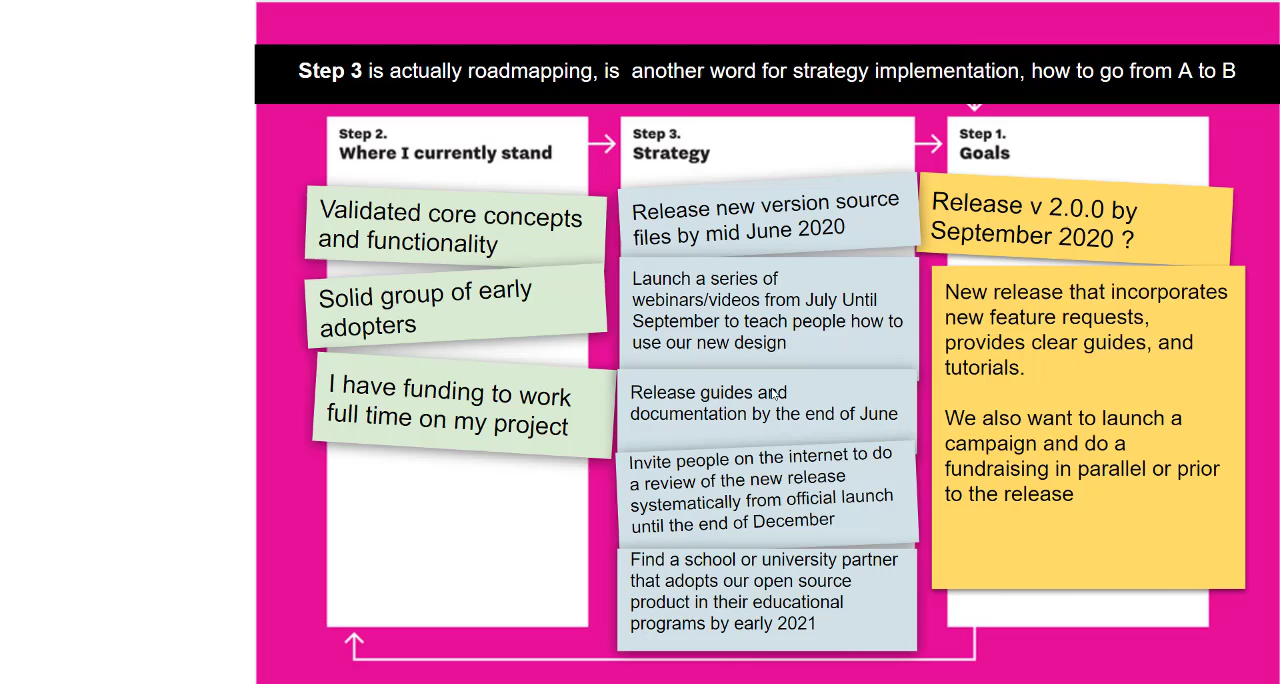 Step 3 is actually roadmapping, is another word for strategy implementation, how to go from A to B
Step 2.
Where I currently stand
Validated core concepts
and functionality
Solid group of early
adopters
I have funding to work
full time on my project
Step 3.
Strategy
Release new version source
files by mid June 2020
Launch a series of
webinars/videos from July Until
September to teach people how to
use our new design
Release guides and
documentation by the end of June
Invite people on the internet to do
a review of the new release
systematically from official launch
until the end of December
Find a school or university partner
that adopts our open source
product in their educational
programs by early 2021
Step 1.
Goals
Release v 2.0.0 by
September 2020 ?
New release that incorporates
new feature requests,
provides clear guides, and
tutorials.
We also want to launch a
campaign and do a
fundraising in parallel or prior
to the release